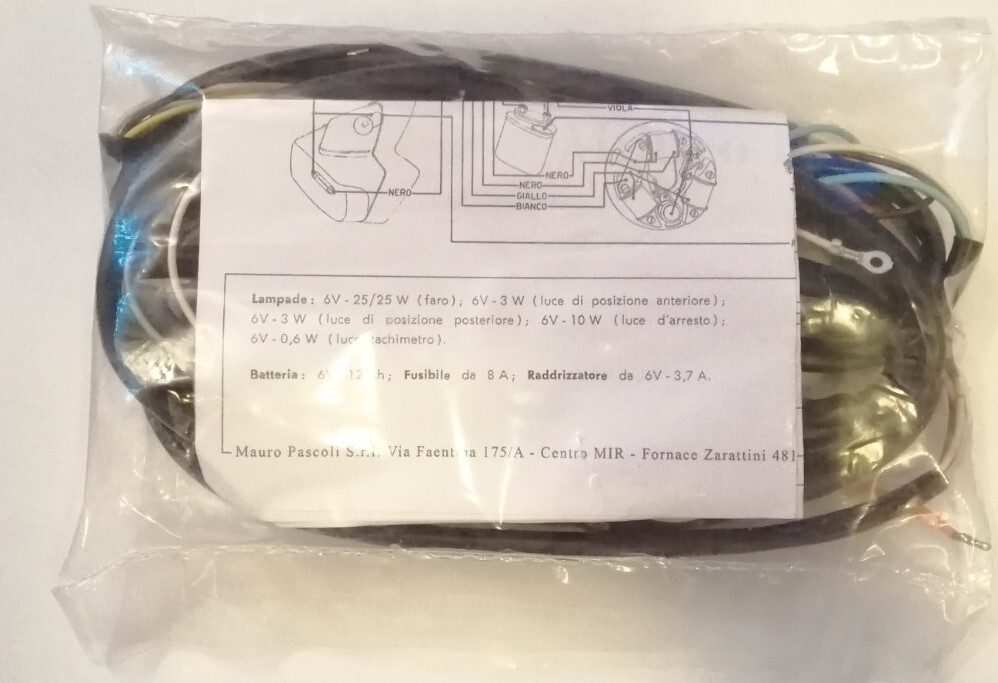 VIOLA
NERO
NERO
NERO
GIALLO
BIANCO
Lampade: 6V - 25/25 W (faro); 6V - 3 W (luce di posizione anteriore);
6V - 3 W (luce di posizione posteriore); 6V - 10 W (luce d'arresto);
6V - 0,6 W (luce tachimetro).
Batteria: 6V 12 h; Fusibile da 8 A; Raddrizzatore da 6V - 3,7 A.
Mauro Pascoli S.r.l. Via Faentina 175/A - Centro MIR - Fornace Zarattini 481